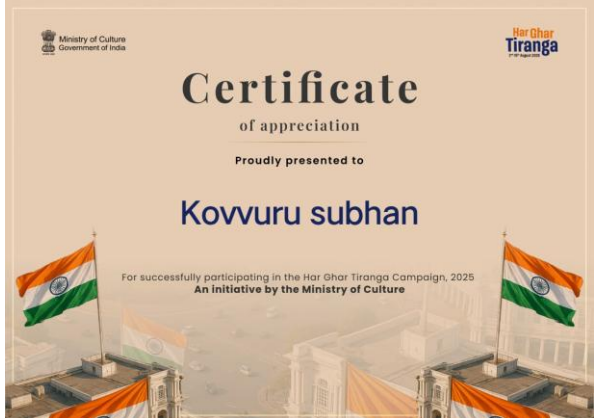 Ministry of Culture
Government of India
Har Ghar
Tiranga
Certificate
of appreciation
Proudly presented to
Kovvuru subhan
For successfully participating in the Har Ghar Tiranga Campaign, 2025
An initiative by the Ministry of Culture